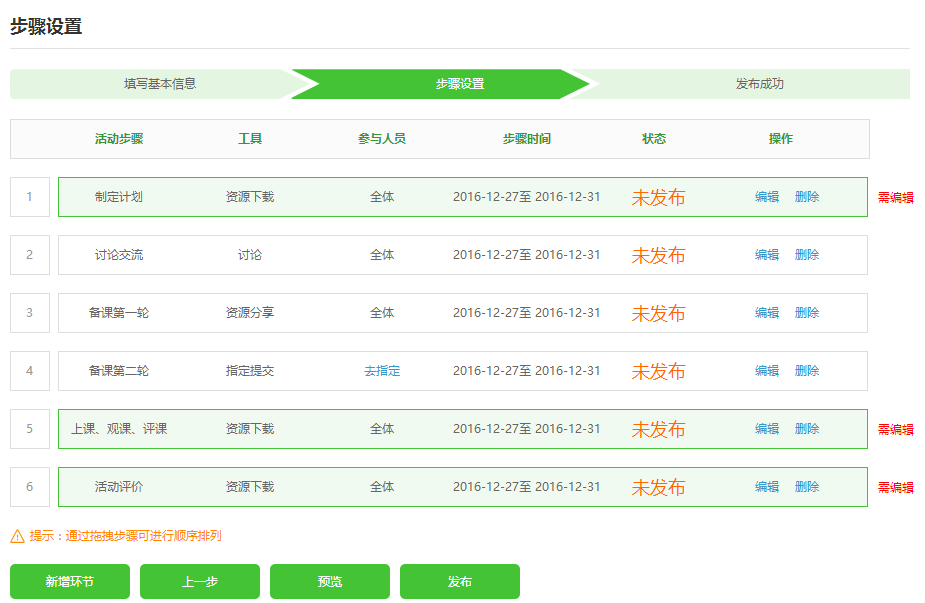 步骤设置
填写基本信息 步骤设置 发布成功
活动步骤 工具 参与人员 步骤时间 状态 操作
1 制定计划 资源下载 全体 2016-12-27至 2016-12-31 未发布 编辑 删除 需编辑
2 讨论交流 讨论 全体 2016-12-27至 2016-12-31 未发布 编辑 删除
3 备课第一轮 资源分享 全体 2016-12-27至 2016-12-31 未发布 编辑 删除
4 备课第二轮 指定提交 去指定 2016-12-27至 2016-12-31 未发布 编辑 删除
5 上课、观课、评课 资源下载 全体 2016-12-27至 2016-12-31 未发布 编辑 删除 需编辑
6 活动评价 资源下载 全体 2016-12-27至 2016-12-31 未发布 编辑 删除 需编辑
提示：通过拖拽步骤可进行顺序排列
新增环节 上一步 预览 发布